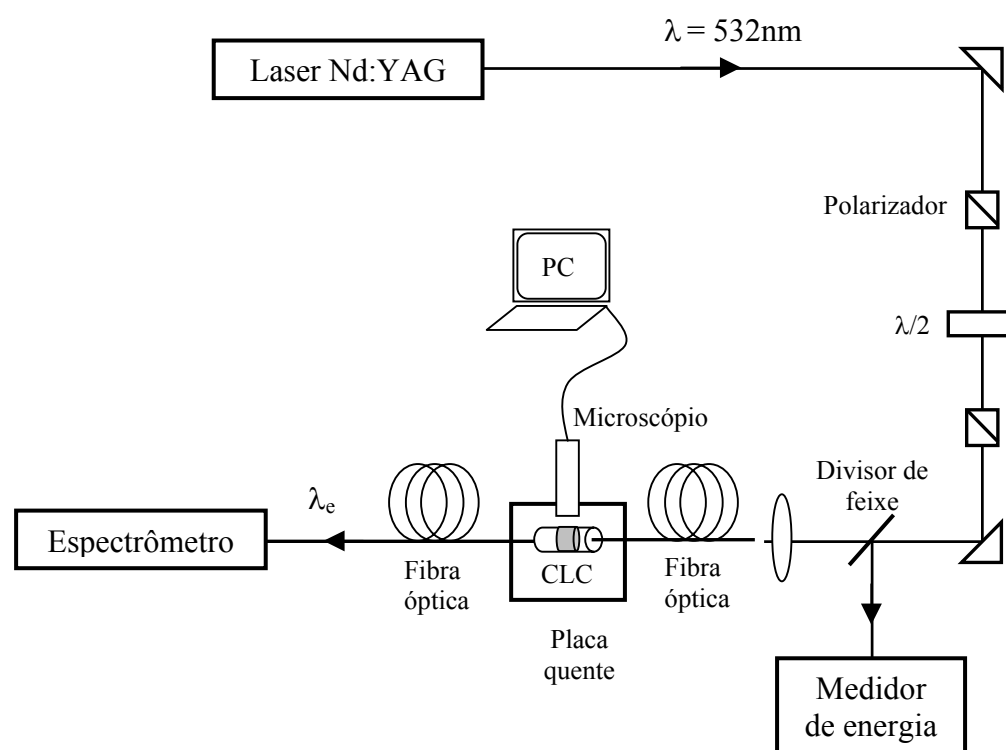 λ = 532nm
Laser Nd:YAG
Polarizador
PC
λ/2
Microscópio
Divisor de
feixe
λe
Espectrômetro
CLC
Fibra
óptica
Fibra
óptica
Placa
quente
Medidor
de energia